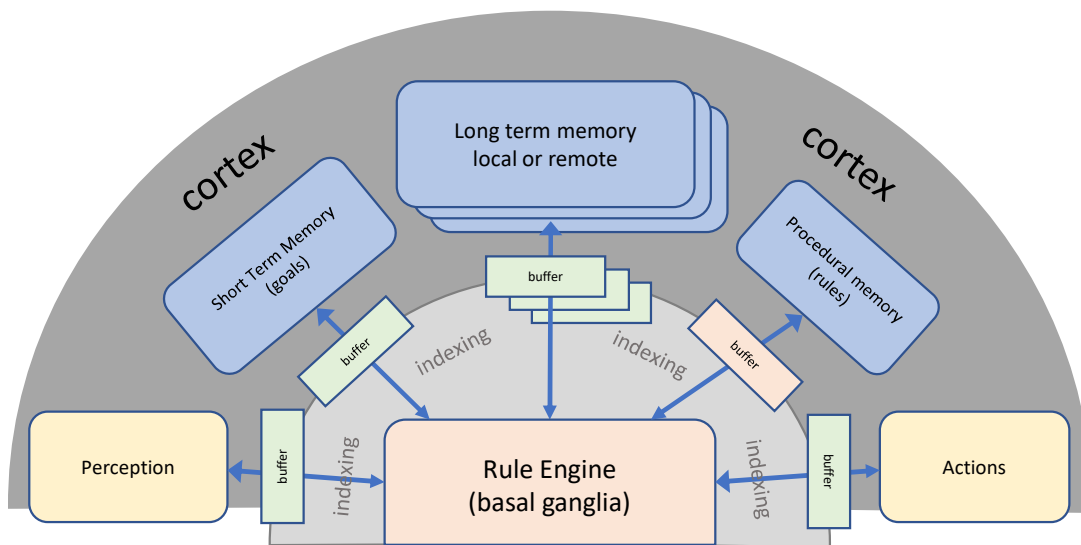 cortex
cortex
Long term memory
local or remote
Short Term Memory
(goals)
Procedural memory
(rules)
buffer
buffer
buffer
indexing
indexing
Perception
buffer
indexing
Rule Engine
(basal ganglia)
indexing
buffer
Actions